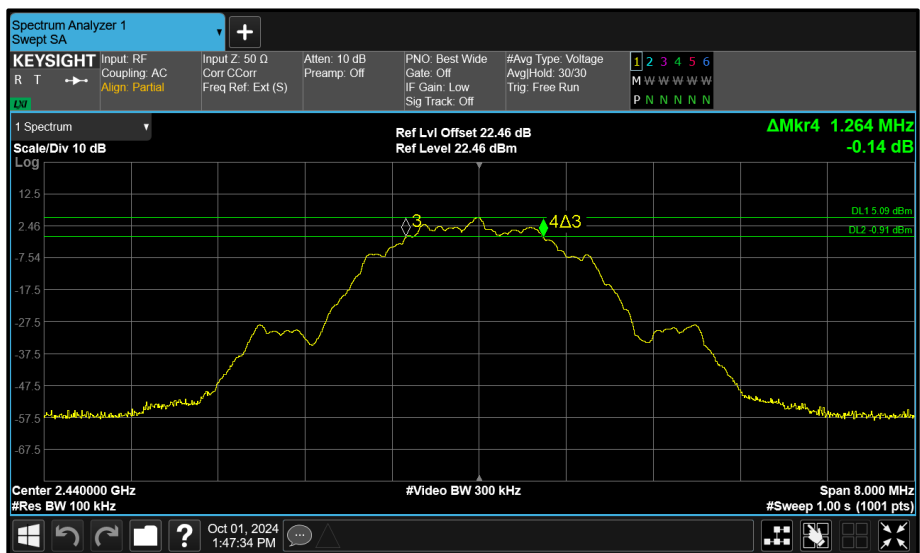 Spectrum Analyzer 1
Swept SA
KEYSIGHT
R T
LXI
Input: RF
Coupling: AC
Align: Partial
Input Z: 50 Ω
Corr CCorr
Freq Ref: Ext (S)
Atten: 10 dB
Preamp: Off
PNO: Best Wide
Gate: Off
IF Gain: Low
Sig Track: Off
#Avg Type: Voltage
Avg|Hold: 30/30
Trig: Free Run
1 2 3 4 5 6
M W W W W W
P N N N N N
1 Spectrum
Scale/Div 10 dB
Log
Ref Lvl Offset 22.46 dB
Ref Level 22.46 dBm
ΔMkr4 1.264 MHz
-0.14 dB
12.5
2.46
-7.54
-17.5
-27.5
-37.5
-47.5
-57.5
-67.5
3
4Δ3
DL1 5.09 dBm
DL2 -0.91 dBm
Center 2.440000 GHz
#Res BW 100 kHz
#Video BW 300 kHz
Span 8.000 MHz
#Sweep 1.00 s (1001 pts)
?
Oct 01, 2024
1:47:34 PM